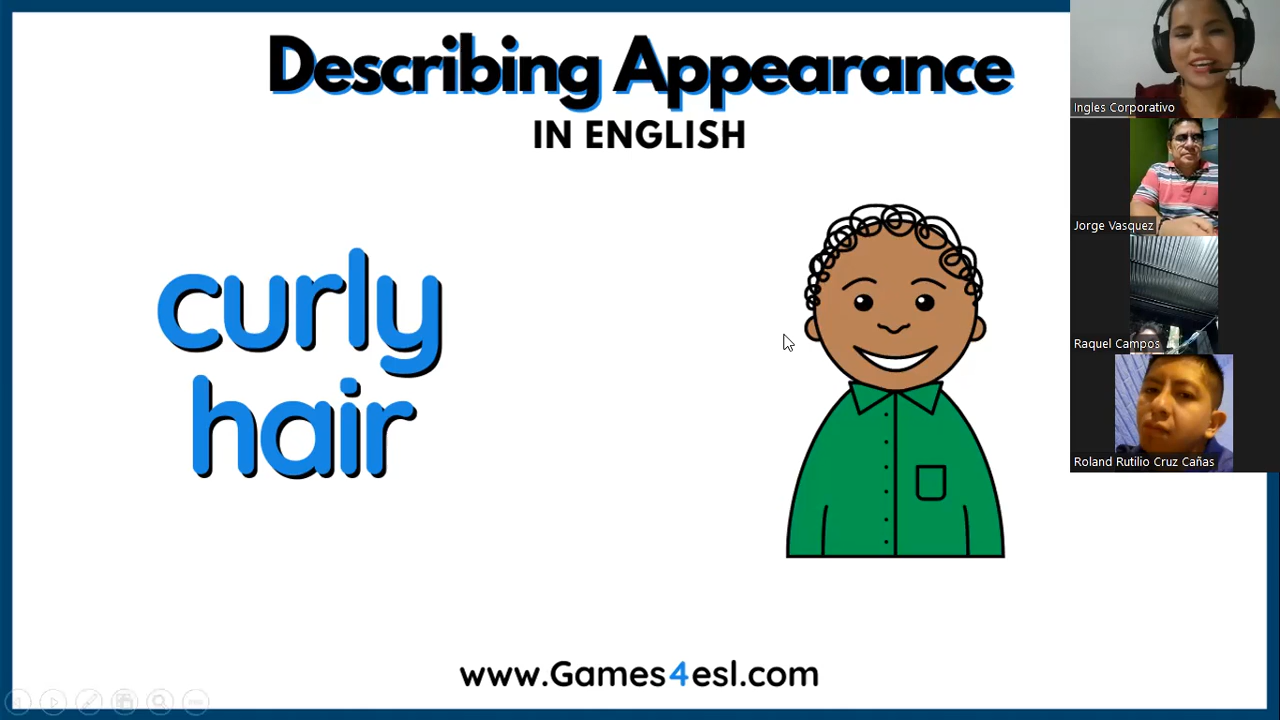 Describing Appearance
IN ENGLISH
curly
hair
www.Games4esl.com
Ingles Corporativo
Jorge Vasquez
Raquel Campos
Roland Rutilio Cruz Cañas